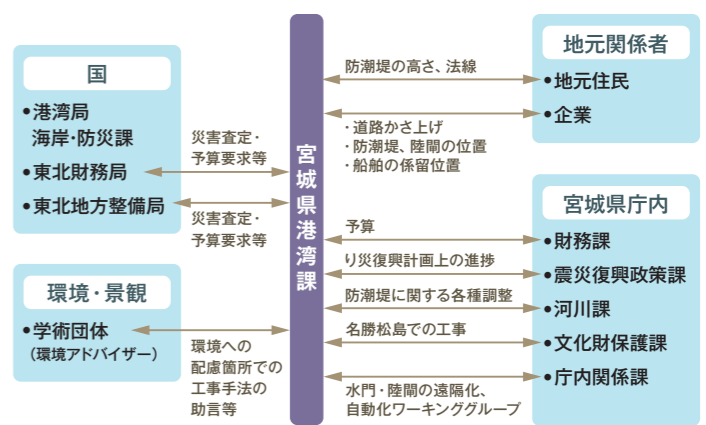 国
•港湾局
海岸・防災課
•東北財務局
•東北地方整備局
災害査定・
予算要求等
災害査定・
予算要求等
環境・景観
•学術団体
（環境アドバイザー）
環境への
配慮箇所での
工事手法の
助言等
宮城県港湾課
防潮堤の高さ、法線
・道路かさ上げ
・防潮堤、陸閘の位置
・船舶の係留位置
地元関係者
•地元住民
•企業
宮城県庁内
予算
•財務課
り災復興計画上の進捗
•震災復興政策課
防潮堤に関する各種調整
•河川課
名勝松島での工事
•文化財保護課
•庁内関係課
水門・陸閘の遠隔化、
自動化ワーキンググループ